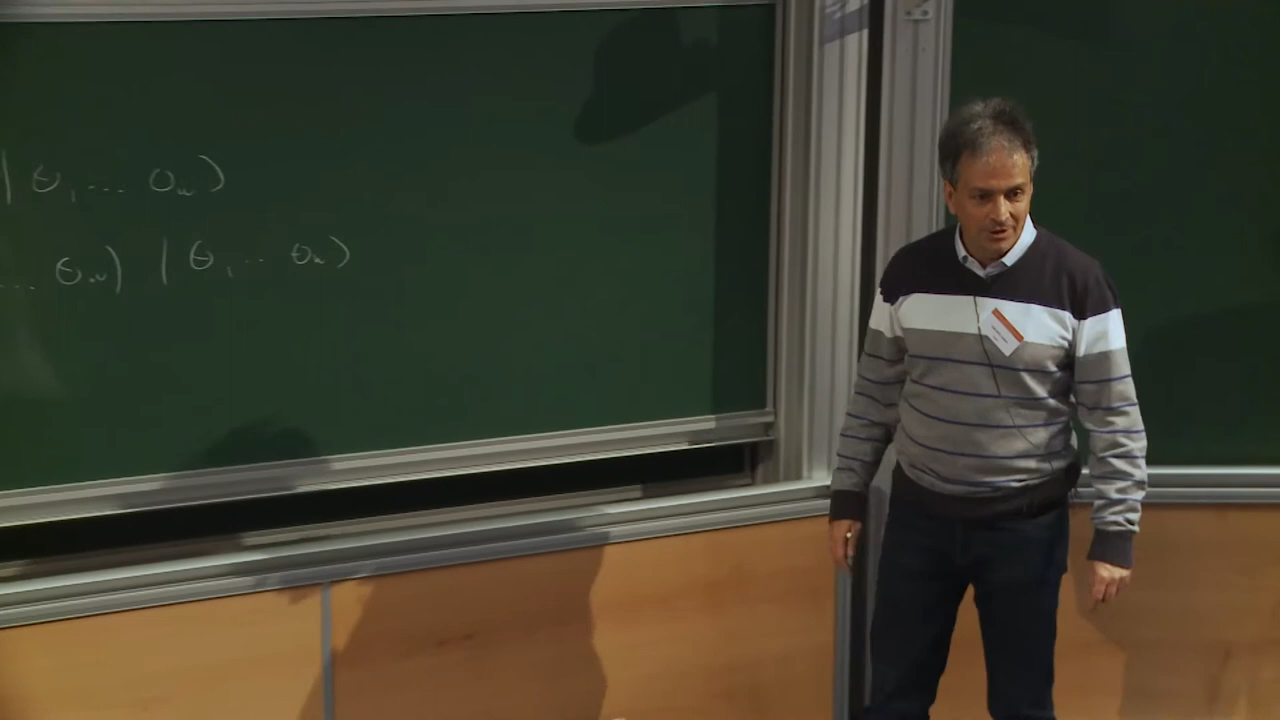 | θ₁ ... θₙ)
... θₙ) | θ₁ ... θₙ)